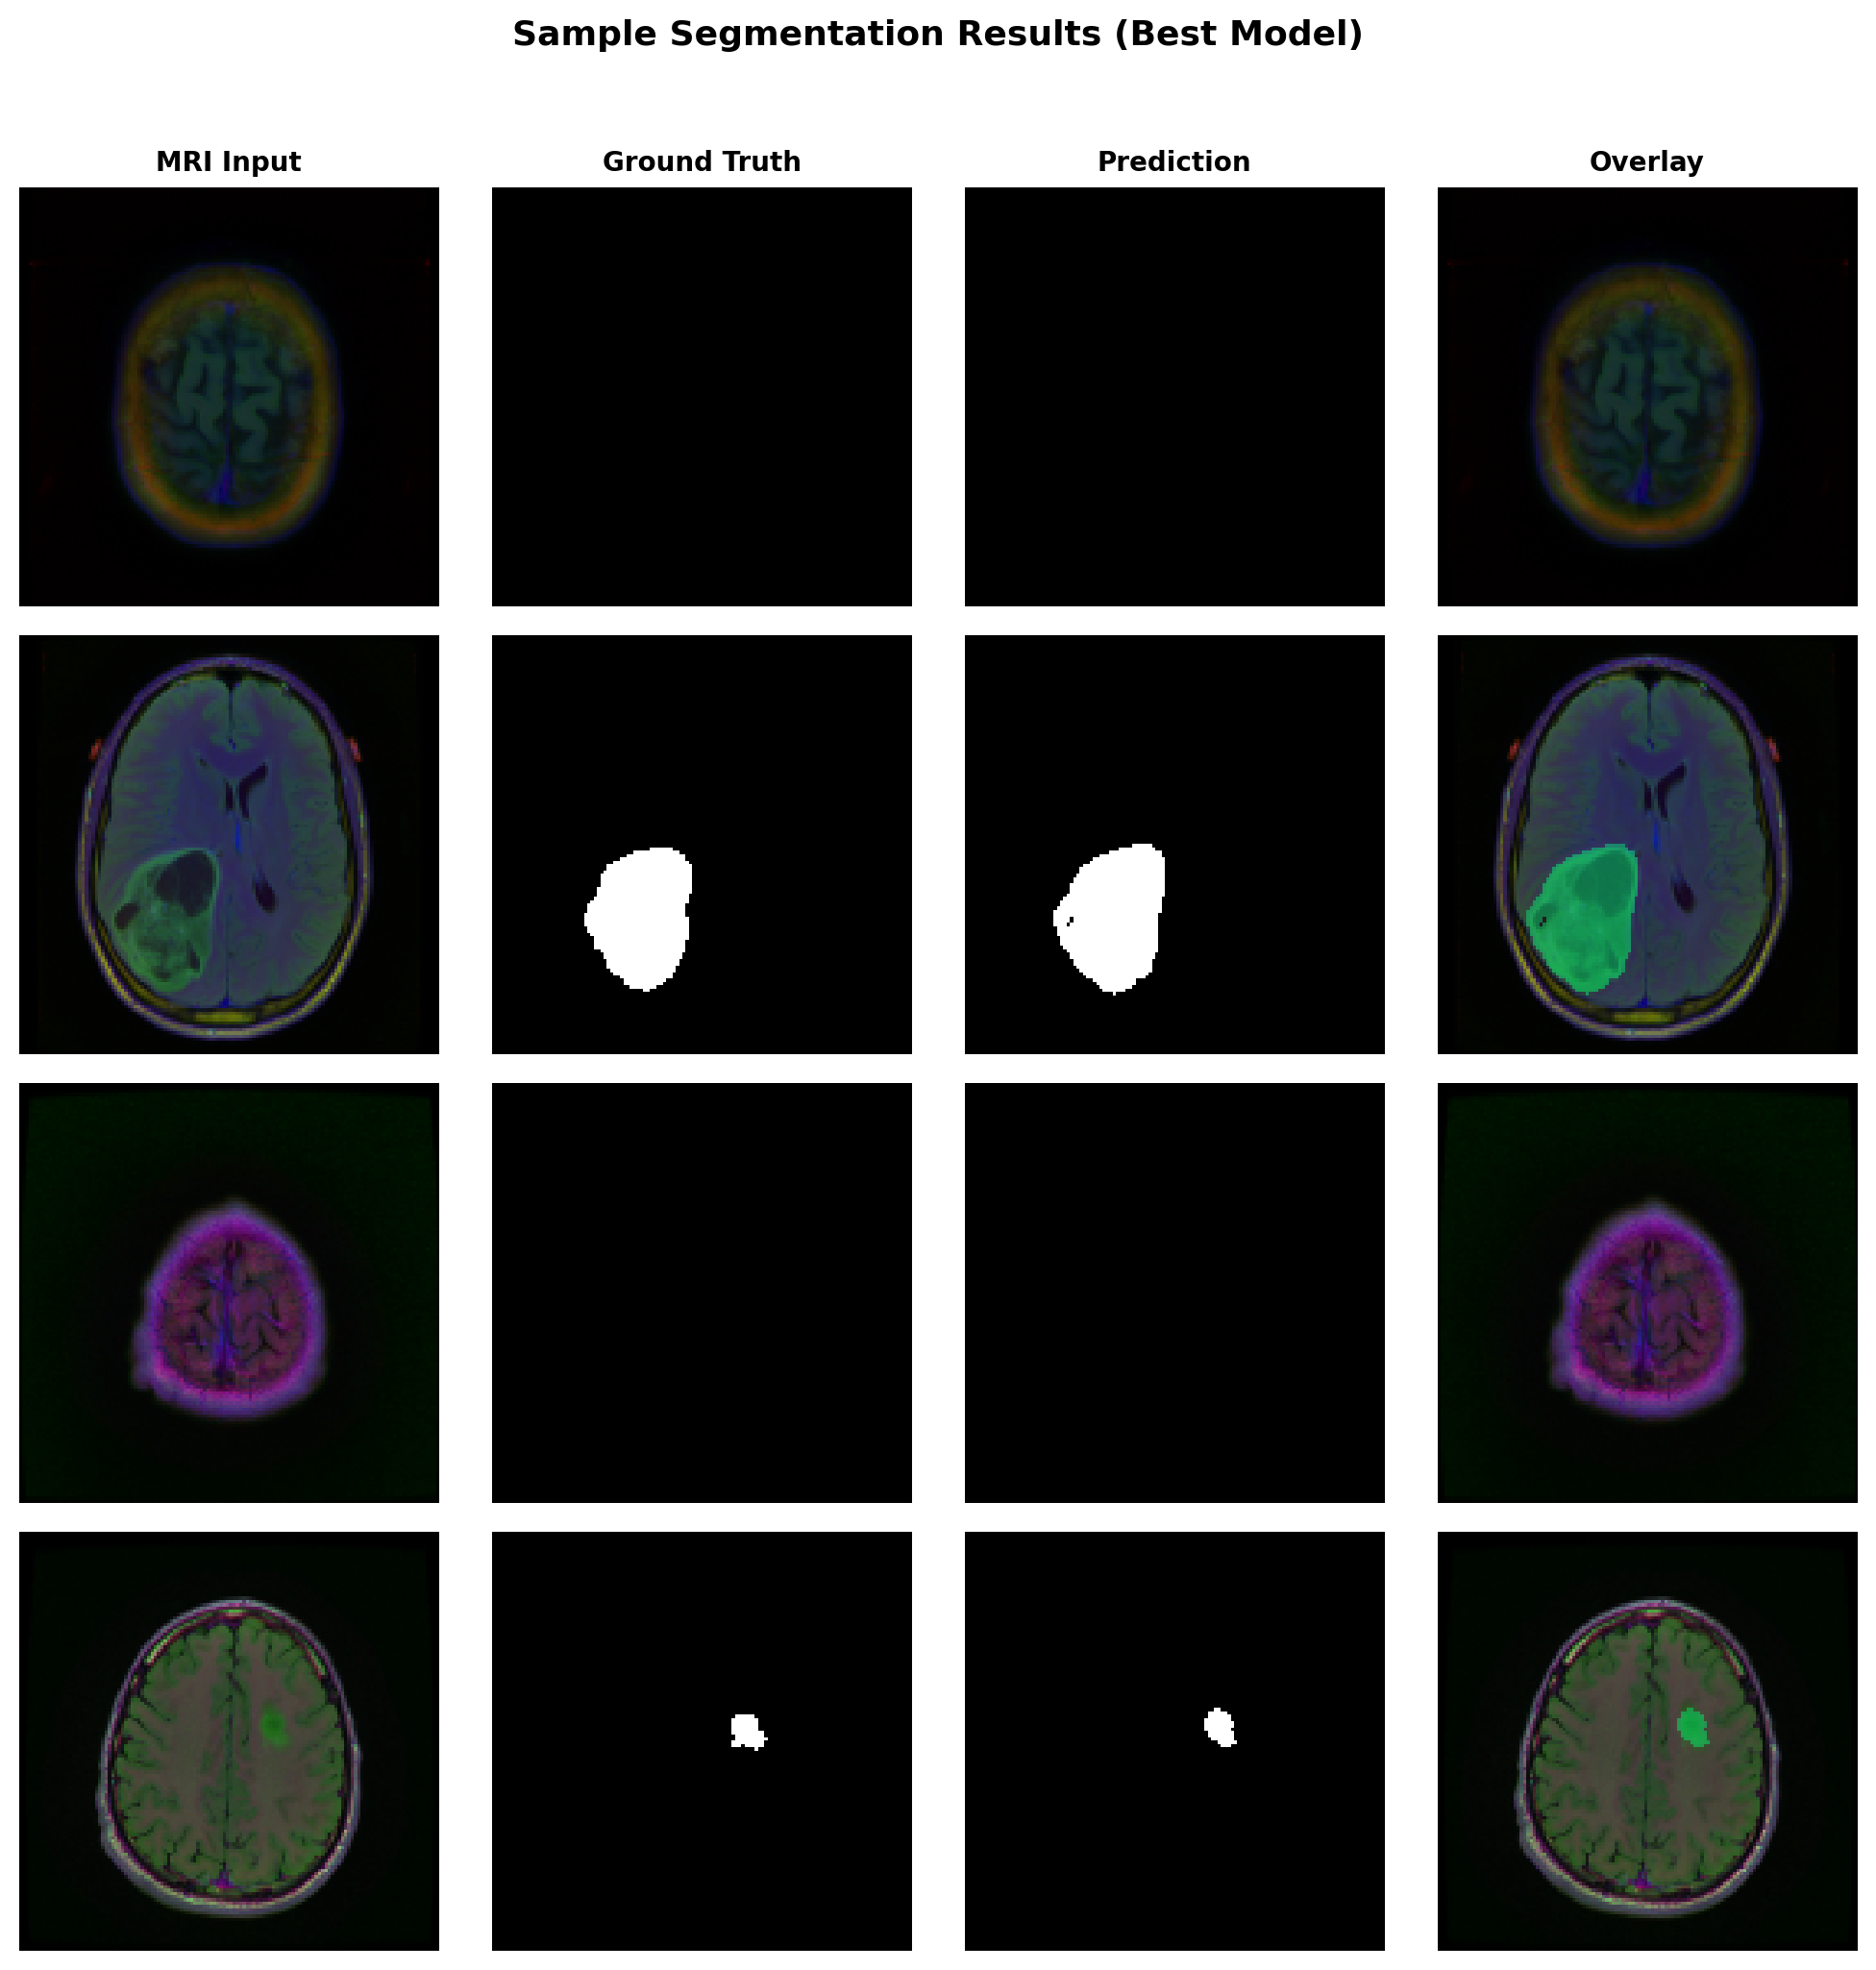 Sample Segmentation Results (Best Model)
MRI Input
Ground Truth
Prediction
Overlay